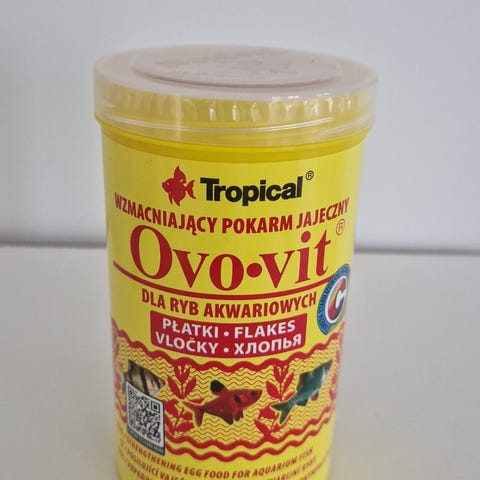 Tropical®
WZMACNIAJĄCY POKARM JAJECZNY
Ovo·vit®
DLA RYB AKWARIOWYCH
C
PŁATKI · FLAKES
VLOČKY · ХЛОПЬЯ
STRENGTHENING EGG FOOD FOR AQUARIUM FISH